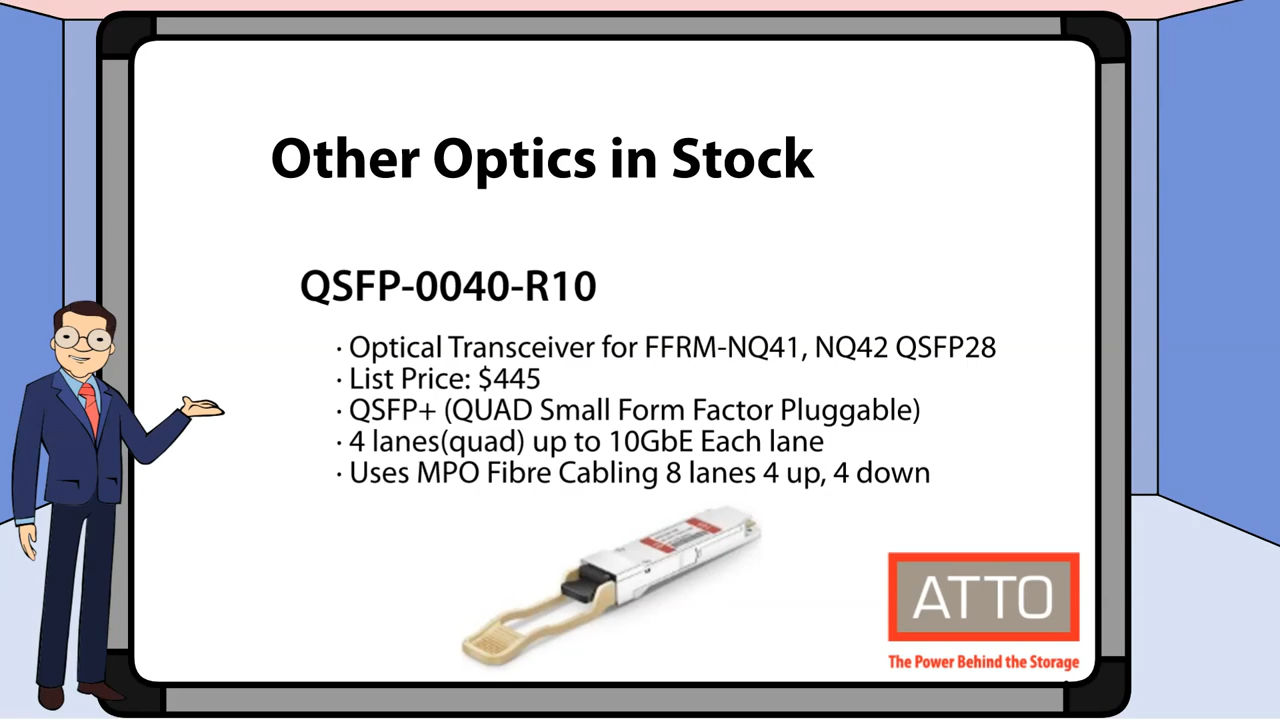 Other Optics in Stock
QSFP-0040-R10
· Optical Transceiver for FFRM-NQ41, NQ42 QSFP28
· List Price: $445
· QSFP+ (QUAD Small Form Factor Pluggable)
· 4 lanes(quad) up to 10GbE Each lane
· Uses MPO Fibre Cabling 8 lanes 4 up, 4 down
ATTO
The Power Behind the Storage